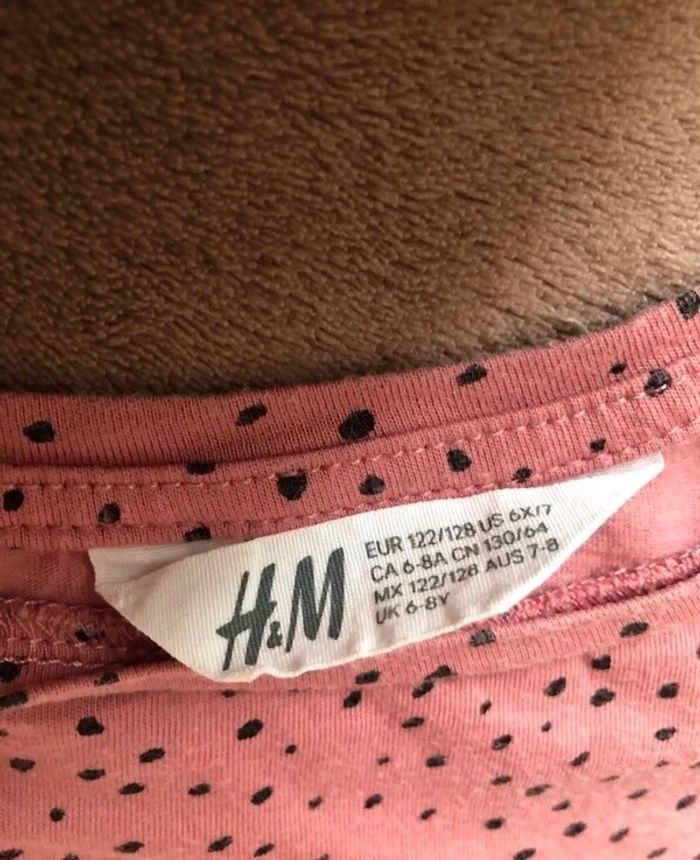 H&M
EUR 122/128 US 6X/7
CA 6-8A CN 130/64
MX 122/128 AUS 7-8
UK 6-8Y